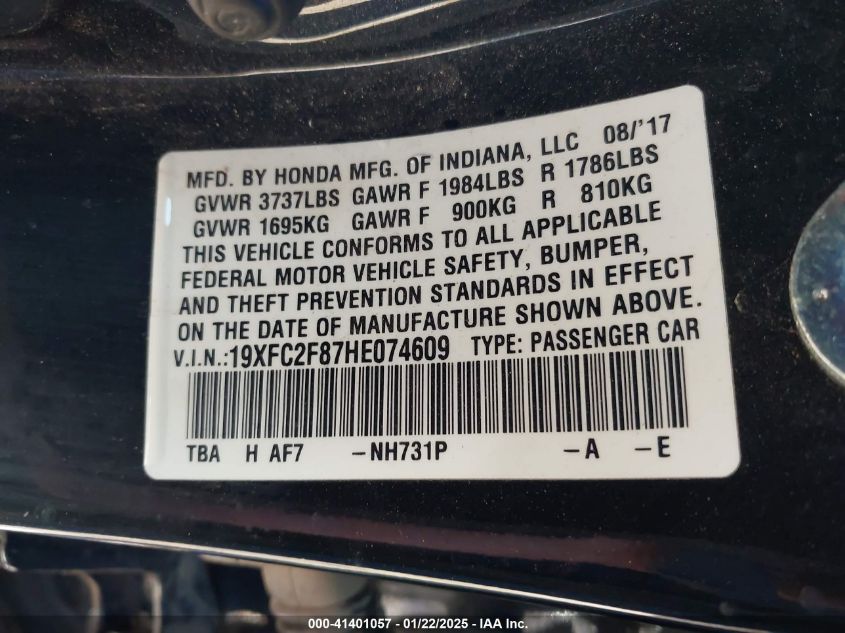 MFD. BY HONDA MFG. OF INDIANA, LLC 08/'17
GVWR 3737LBS GAWR F 1984LBS R 1786LBS
GVWR 1695KG GAWR F 900KG R 810KG
THIS VEHICLE CONFORMS TO ALL APPLICABLE
FEDERAL MOTOR VEHICLE SAFETY, BUMPER,
AND THEFT PREVENTION STANDARDS IN EFFECT
ON THE DATE OF MANUFACTURE SHOWN ABOVE.
V.I.N.:19XFC2F87HE074609 TYPE: PASSENGER CAR
TBA H AF7 -NH731P -A -E
000-41401057 - 01/22/2025 - IAA Inc.